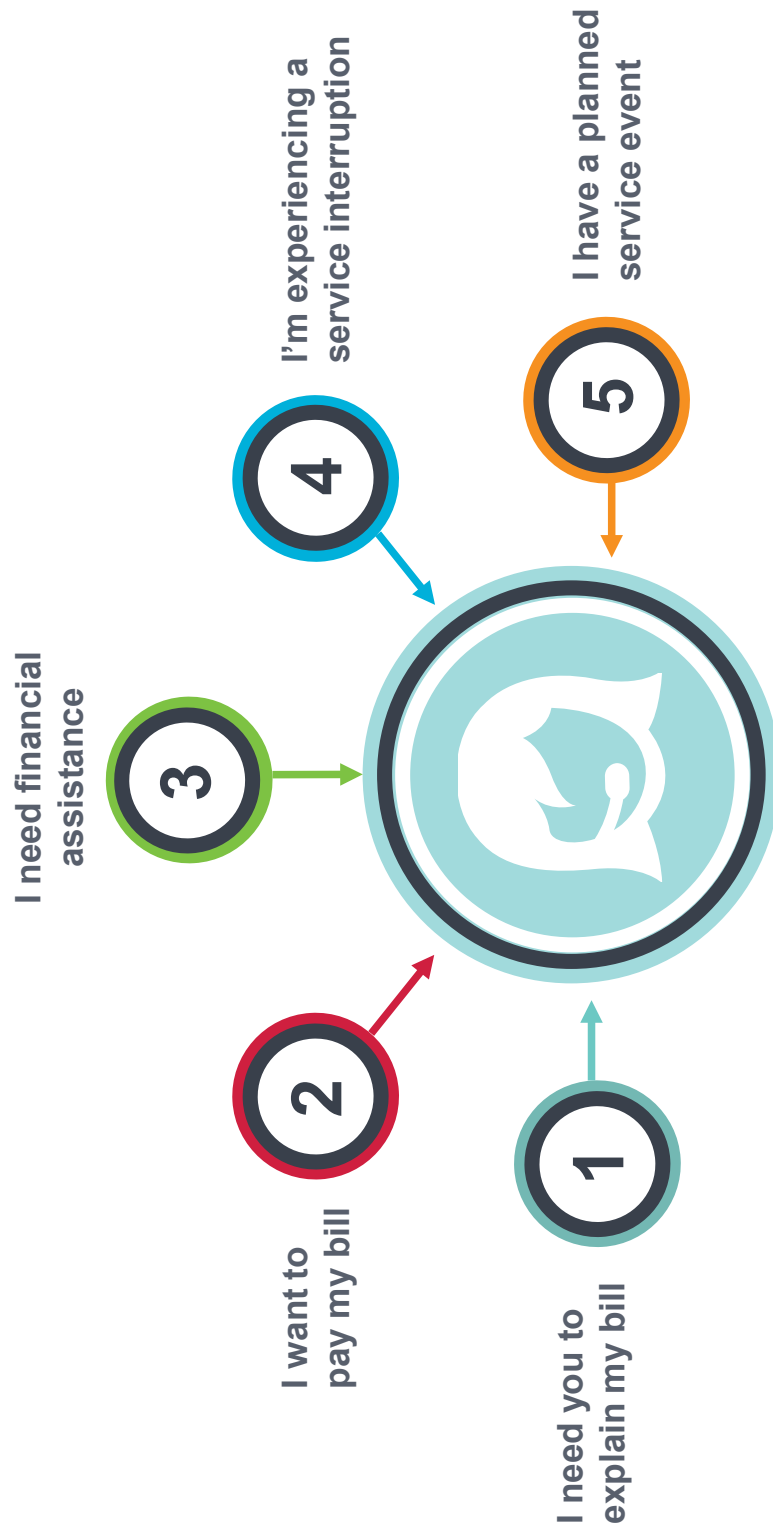 I need you to
explain my bill
1
I want to
pay my bill
2
I need financial
assistance
3
I’m experiencing a
service interruption
4
I have a planned
service event
5